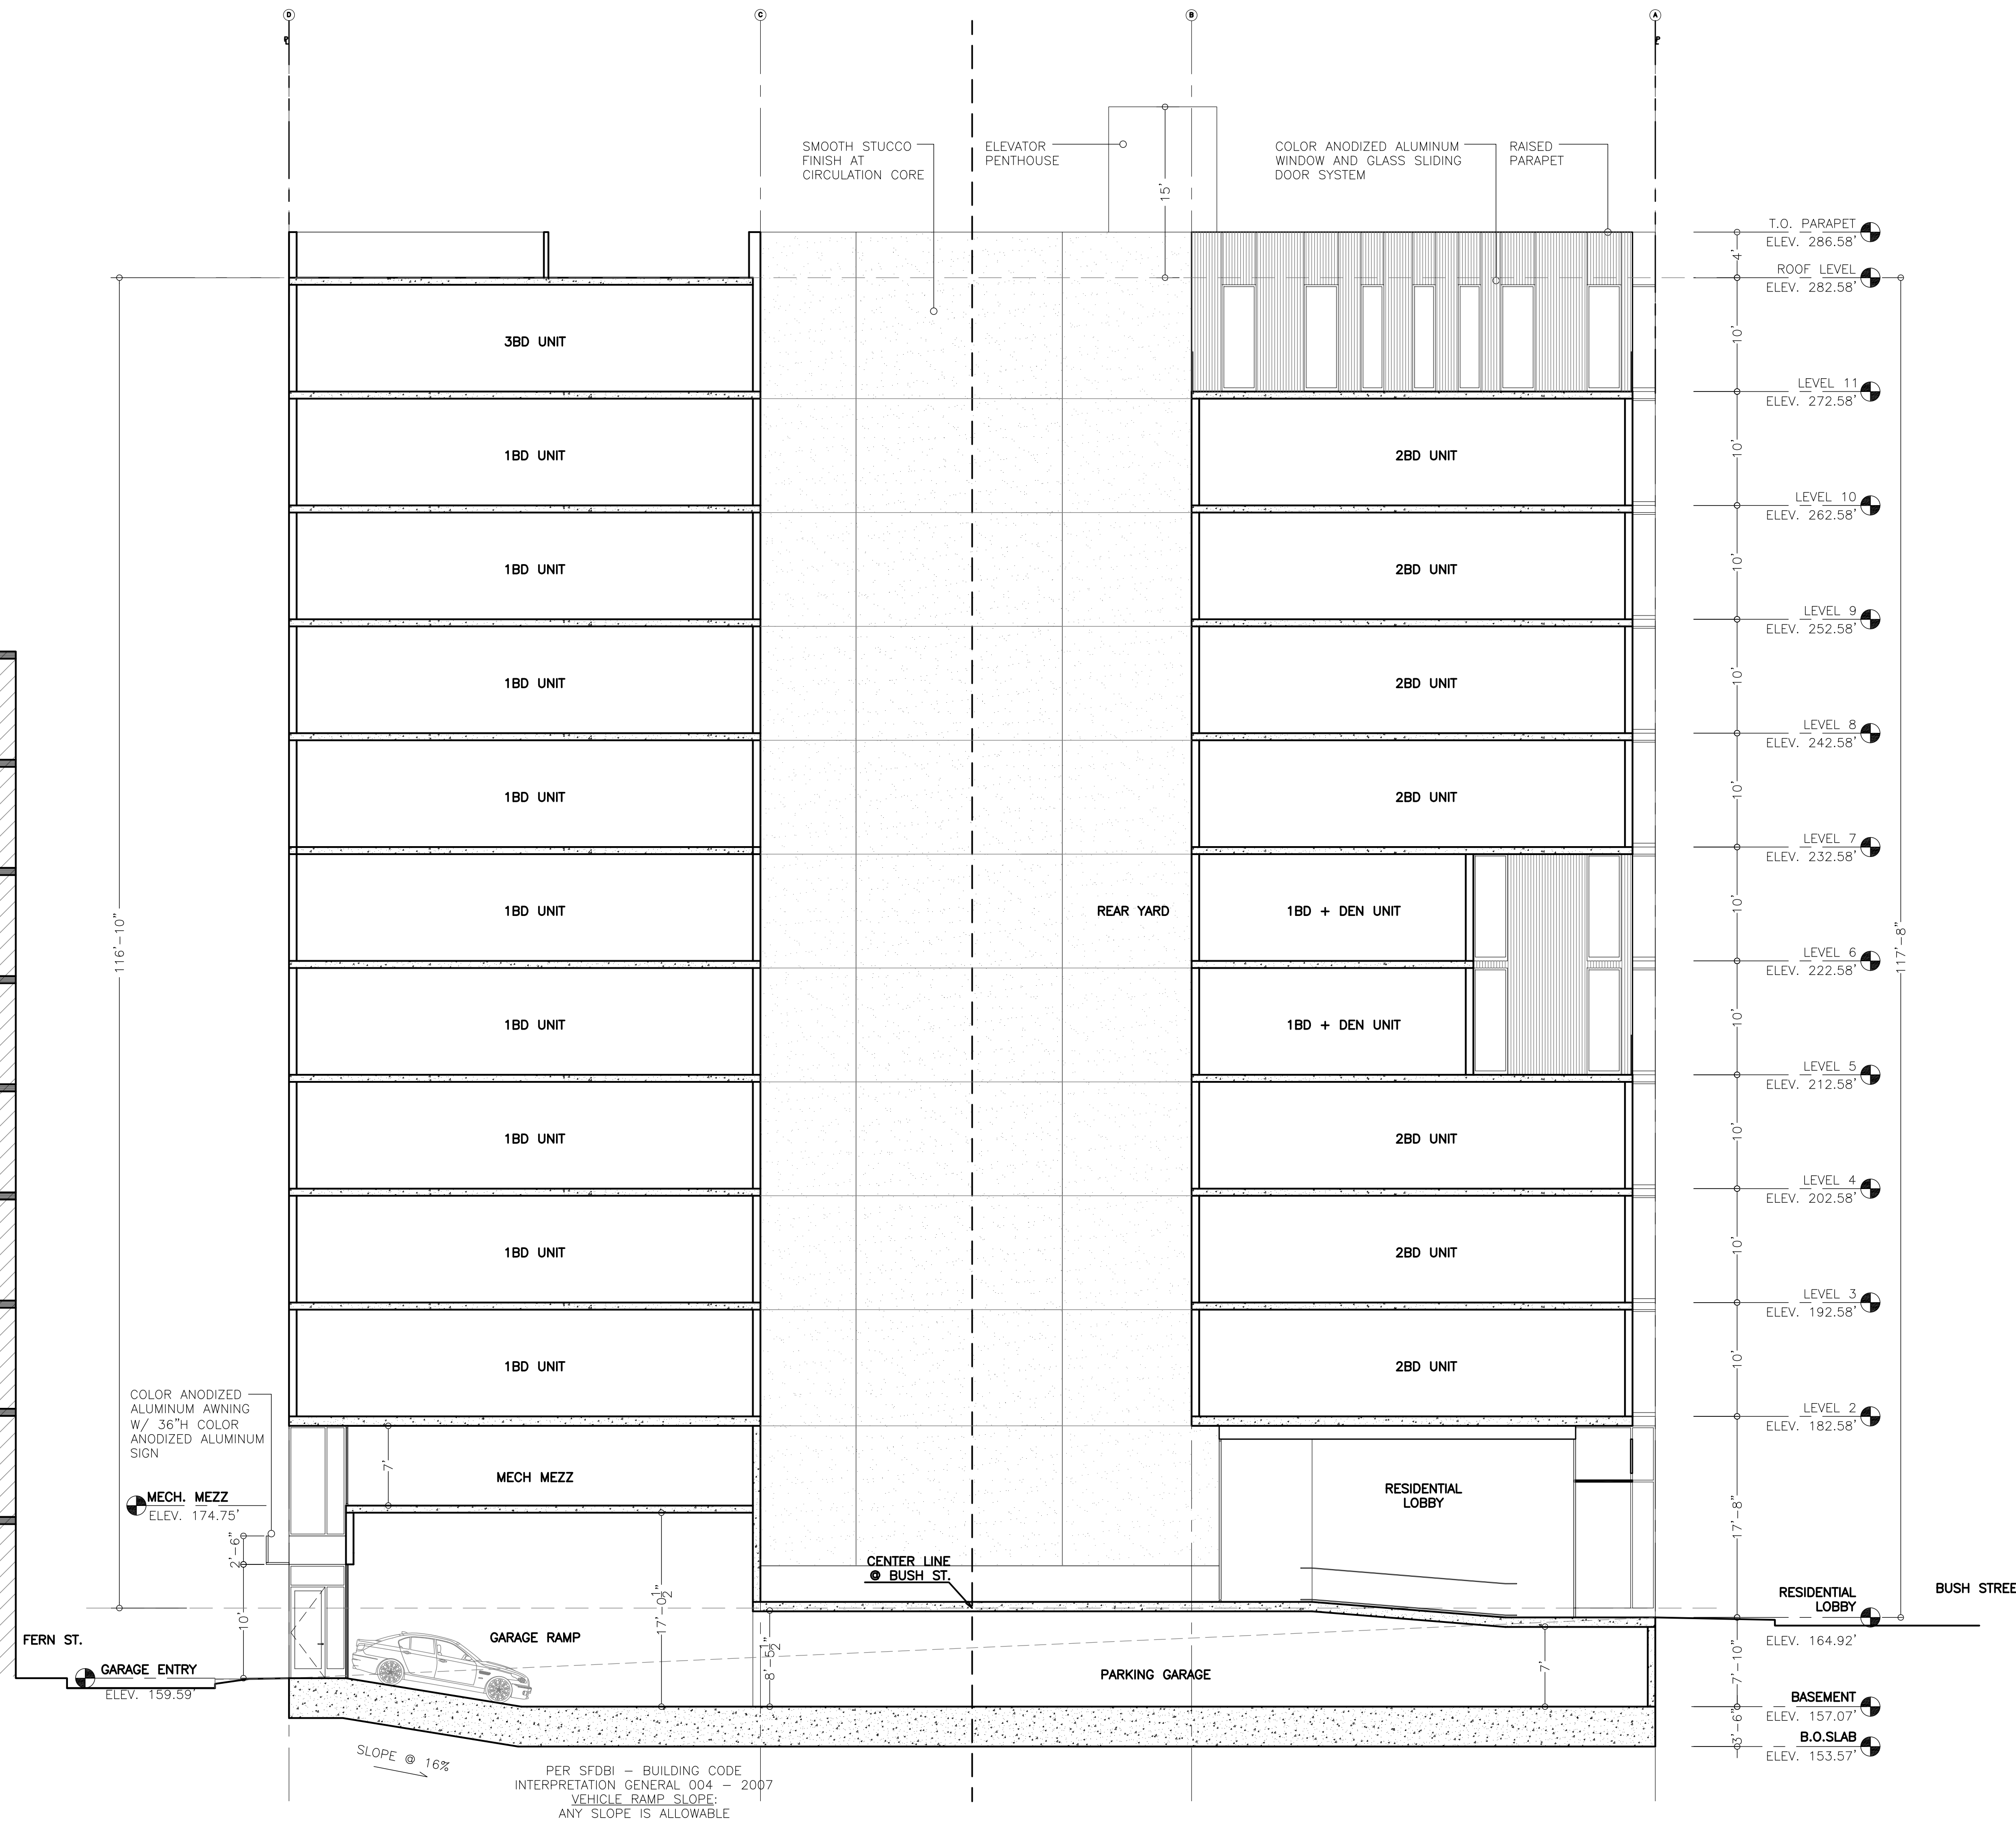 D
C
B
A
SMOOTH STUCCO
FINISH AT
CIRCULATION CORE
ELEVATOR
PENTHOUSE
15'
COLOR ANODIZED ALUMINUM
WINDOW AND GLASS SLIDING
DOOR SYSTEM
RAISED
PARAPET
T.O. PARAPET
ELEV. 286.58'
4'
ROOF LEVEL
ELEV. 282.58'
10'
3BD UNIT
LEVEL 11
ELEV. 272.58'
10'
1BD UNIT
2BD UNIT
LEVEL 10
ELEV. 262.58'
10'
1BD UNIT
2BD UNIT
LEVEL 9
ELEV. 252.58'
10'
1BD UNIT
2BD UNIT
LEVEL 8
ELEV. 242.58'
10'
1BD UNIT
2BD UNIT
LEVEL 7
ELEV. 232.58'
10'
116'-10"
1BD UNIT
REAR YARD
1BD + DEN UNIT
LEVEL 6
ELEV. 222.58'
117'-8"
10'
1BD UNIT
1BD + DEN UNIT
LEVEL 5
ELEV. 212.58'
10'
1BD UNIT
2BD UNIT
LEVEL 4
ELEV. 202.58'
10'
1BD UNIT
2BD UNIT
LEVEL 3
ELEV. 192.58'
10'
1BD UNIT
2BD UNIT
LEVEL 2
ELEV. 182.58'
COLOR ANODIZED
ALUMINUM AWNING
W/ 36"H COLOR
ANODIZED ALUMINUM
SIGN
7'
MECH MEZZ
RESIDENTIAL
LOBBY
17'-8"
MECH. MEZZ
ELEV. 174.75'
2'-6"
10'
CENTER LINE
@ BUSH ST.
17'-0 1/2"
8'-5 1/2"
GARAGE RAMP
PARKING GARAGE
7'
RESIDENTIAL
LOBBY
ELEV. 164.92'
BUSH STREE
7'-10"
FERN ST.
GARAGE ENTRY
ELEV. 159.59'
BASEMENT
ELEV. 157.07'
3'-6"
B.O.SLAB
ELEV. 153.57'
SLOPE @ 16%
PER SFDBI – BUILDING CODE
INTERPRETATION GENERAL 004 – 2007
VEHICLE RAMP SLOPE:
ANY SLOPE IS ALLOWABLE